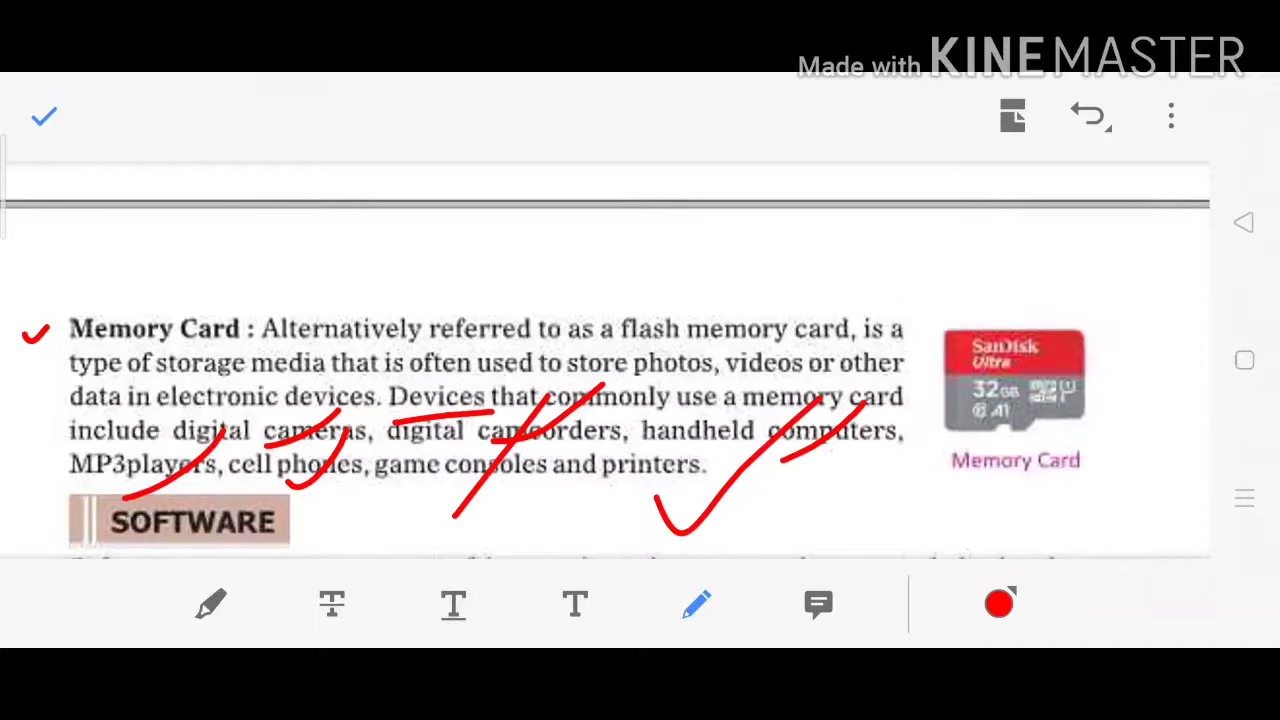 Made with KINEMASTER
Memory Card : Alternatively referred to as a flash memory card, is a
type of storage media that is often used to store photos, videos or other
data in electronic devices. Devices that commonly use a memory card
include digital cameras, digital camcorders, handheld computers,
MP3players, cell phones, game consoles and printers.
SanDisk
Ultra
32GB
A1
Memory Card
SOFTWARE